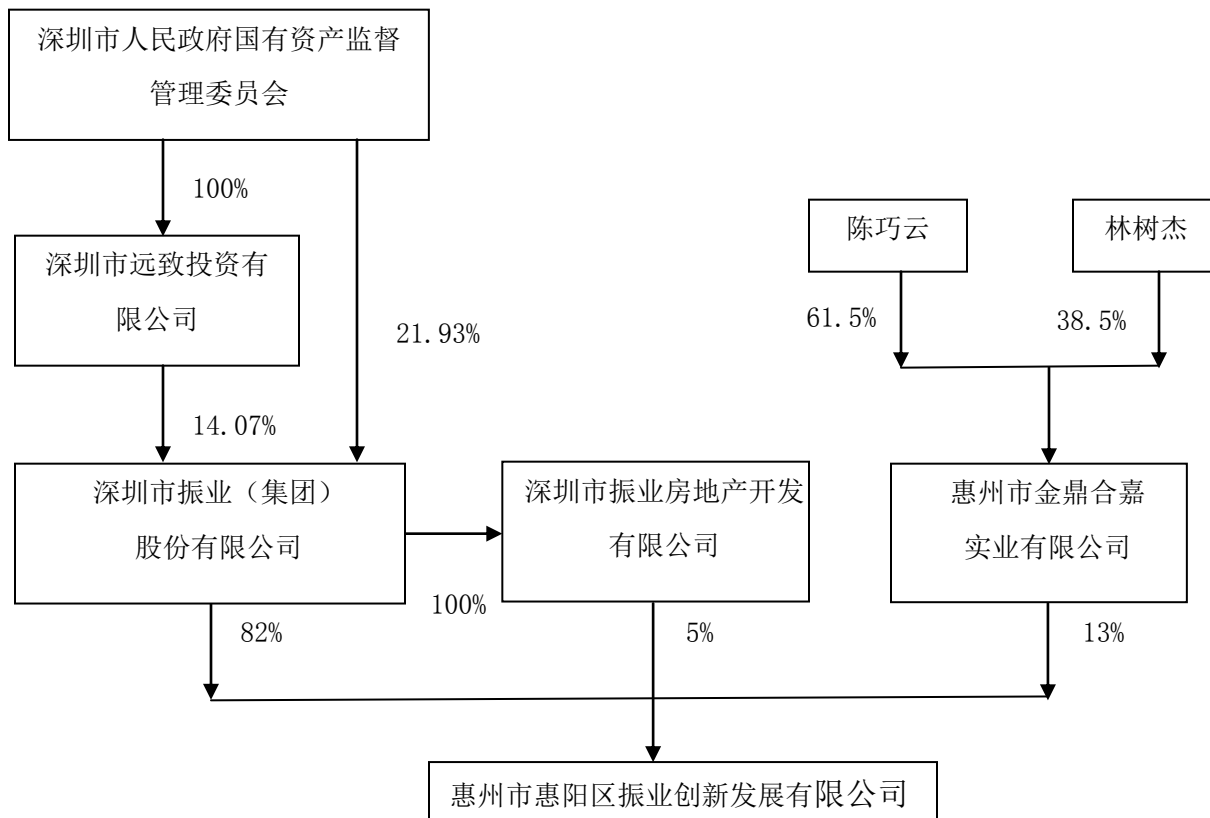 深圳市人民政府国有资产监督
管理委员会
100%
陈巧云
林树杰
深圳市远致投资有
限公司
21.93%
61.5%
38.5%
14.07%
深圳市振业（集团）
股份有限公司
深圳市振业房地产开发
有限公司
惠州市金鼎合嘉
实业有限公司
100%
82%
5%
13%
惠州市惠阳区振业创新发展有限公司